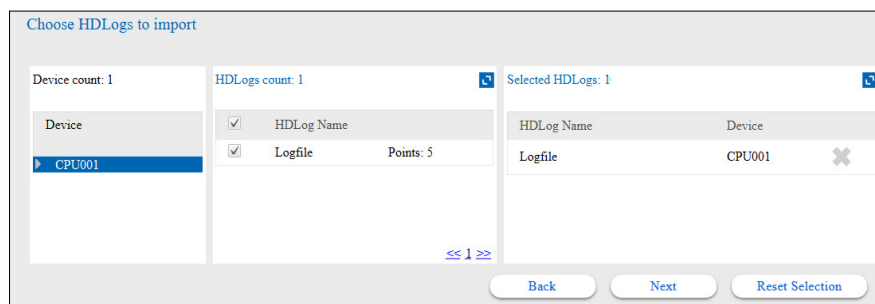 Choose HDLogs to import
Device count: 1
HDLogs count: 1
Selected HDLogs: 1
Device
HDLog Name
HDLog Name
Device
CPU001
Logfile
Points: 5
Logfile
CPU001
<< 1 >>
Back
Next
Reset Selection